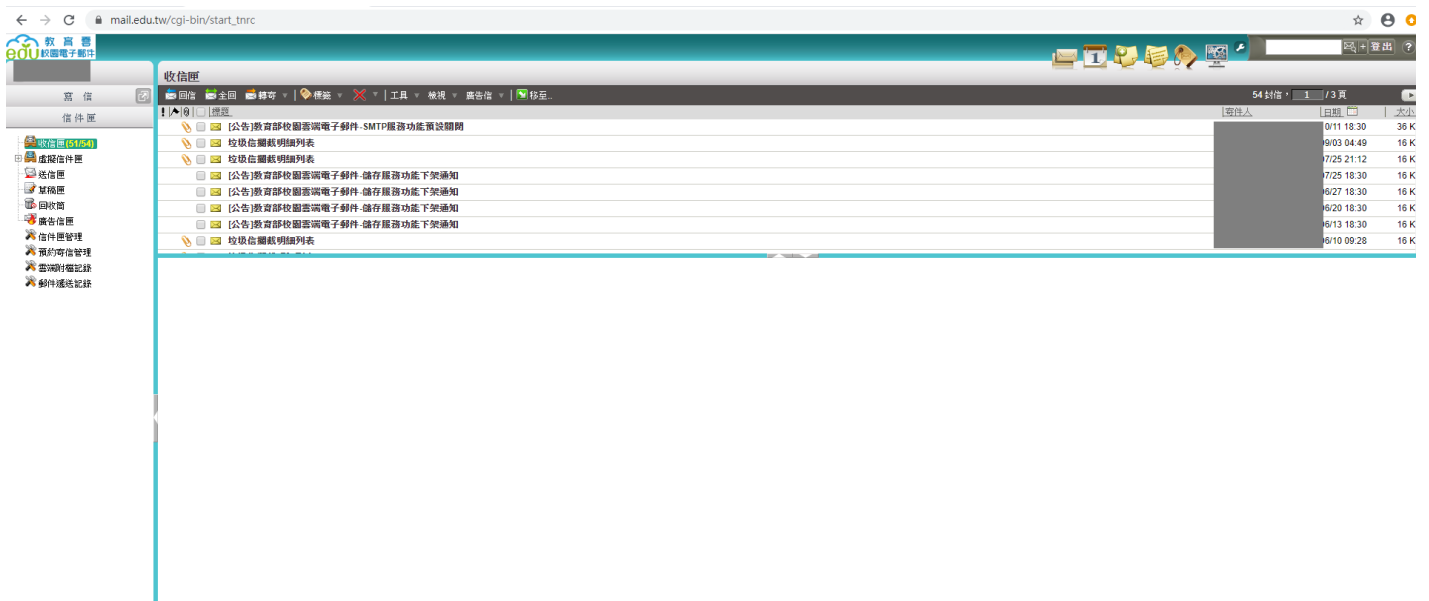 mail.edu.tw/cgi-bin/start_tnrc
教育雲
edu校園電子郵件
登出
收信匣
寫 信
回信 全回 轉寄 標籤 工具 檢視 廣告信 移至..
54 封信, 1 / 3 頁
信件匣
標題 寄件人 日期 大小
[公告]教育部校園雲端電子郵件-SMTP服務功能預設關閉 0/11 18:30 36 K
收信匣(51/54)
垃圾信攔截明細列表 9/03 04:49 16 K
虛擬信件匣
垃圾信攔截明細列表 7/25 21:12 16 K
送信匣
[公告]教育部校園雲端電子郵件-儲存服務功能下架通知 7/25 18:30 16 K
草稿匣
[公告]教育部校園雲端電子郵件-儲存服務功能下架通知 6/27 18:30 16 K
回收筒
[公告]教育部校園雲端電子郵件-儲存服務功能下架通知 6/20 18:30 16 K
廣告信匣
[公告]教育部校園雲端電子郵件-儲存服務功能下架通知 6/13 18:30 16 K
信件匣管理
垃圾信攔截明細列表 6/10 09:28 16 K
預約寄信管理
雲端附檔記錄
郵件遞送記錄